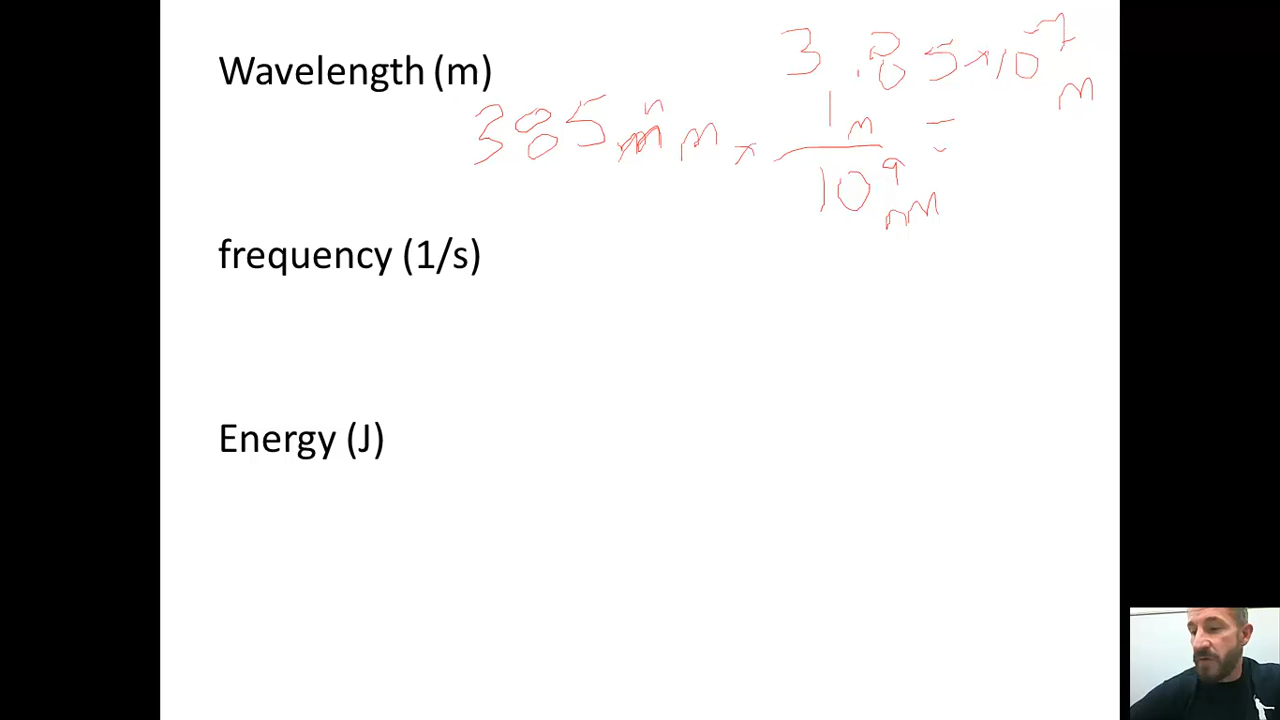 Wavelength (m)
3.85 × 10⁻⁷ m
385 nm × 1 m / 10⁹ nm =
frequency (1/s)
Energy (J)